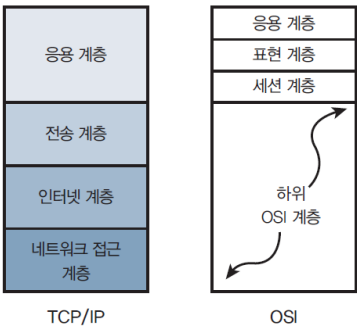 응용 계층
전송 계층
인터넷 계층
네트워크 접근
계층
TCP/IP
응용 계층
표현 계층
세션 계층
하위
OSI 계층
OSI